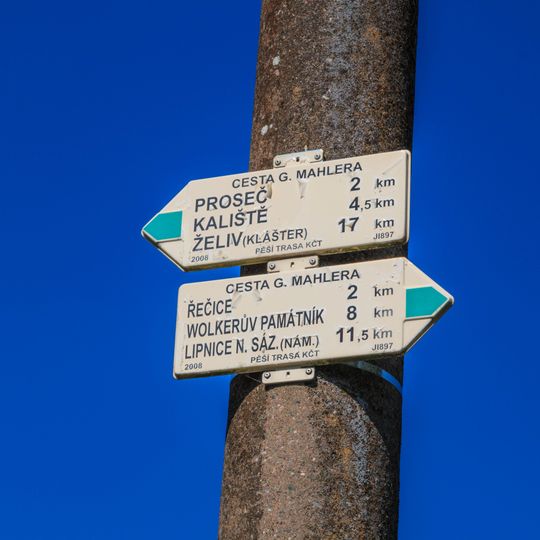 CESTA G. MAHLERA
PROSEČ 2 km
KALIŠTĚ 4,5 km
ŽELIV (KLÁŠTER) 17 km
2008 PĚŠÍ TRASA KČT JI897
CESTA G. MAHLERA
ŘEČICE 2 km
WOLKERŮV PAMÁTNÍK 8 km
LIPNICE N. SÁZ. (NÁM.) 11,5 km
2008 PĚŠÍ TRASA KČT JI897